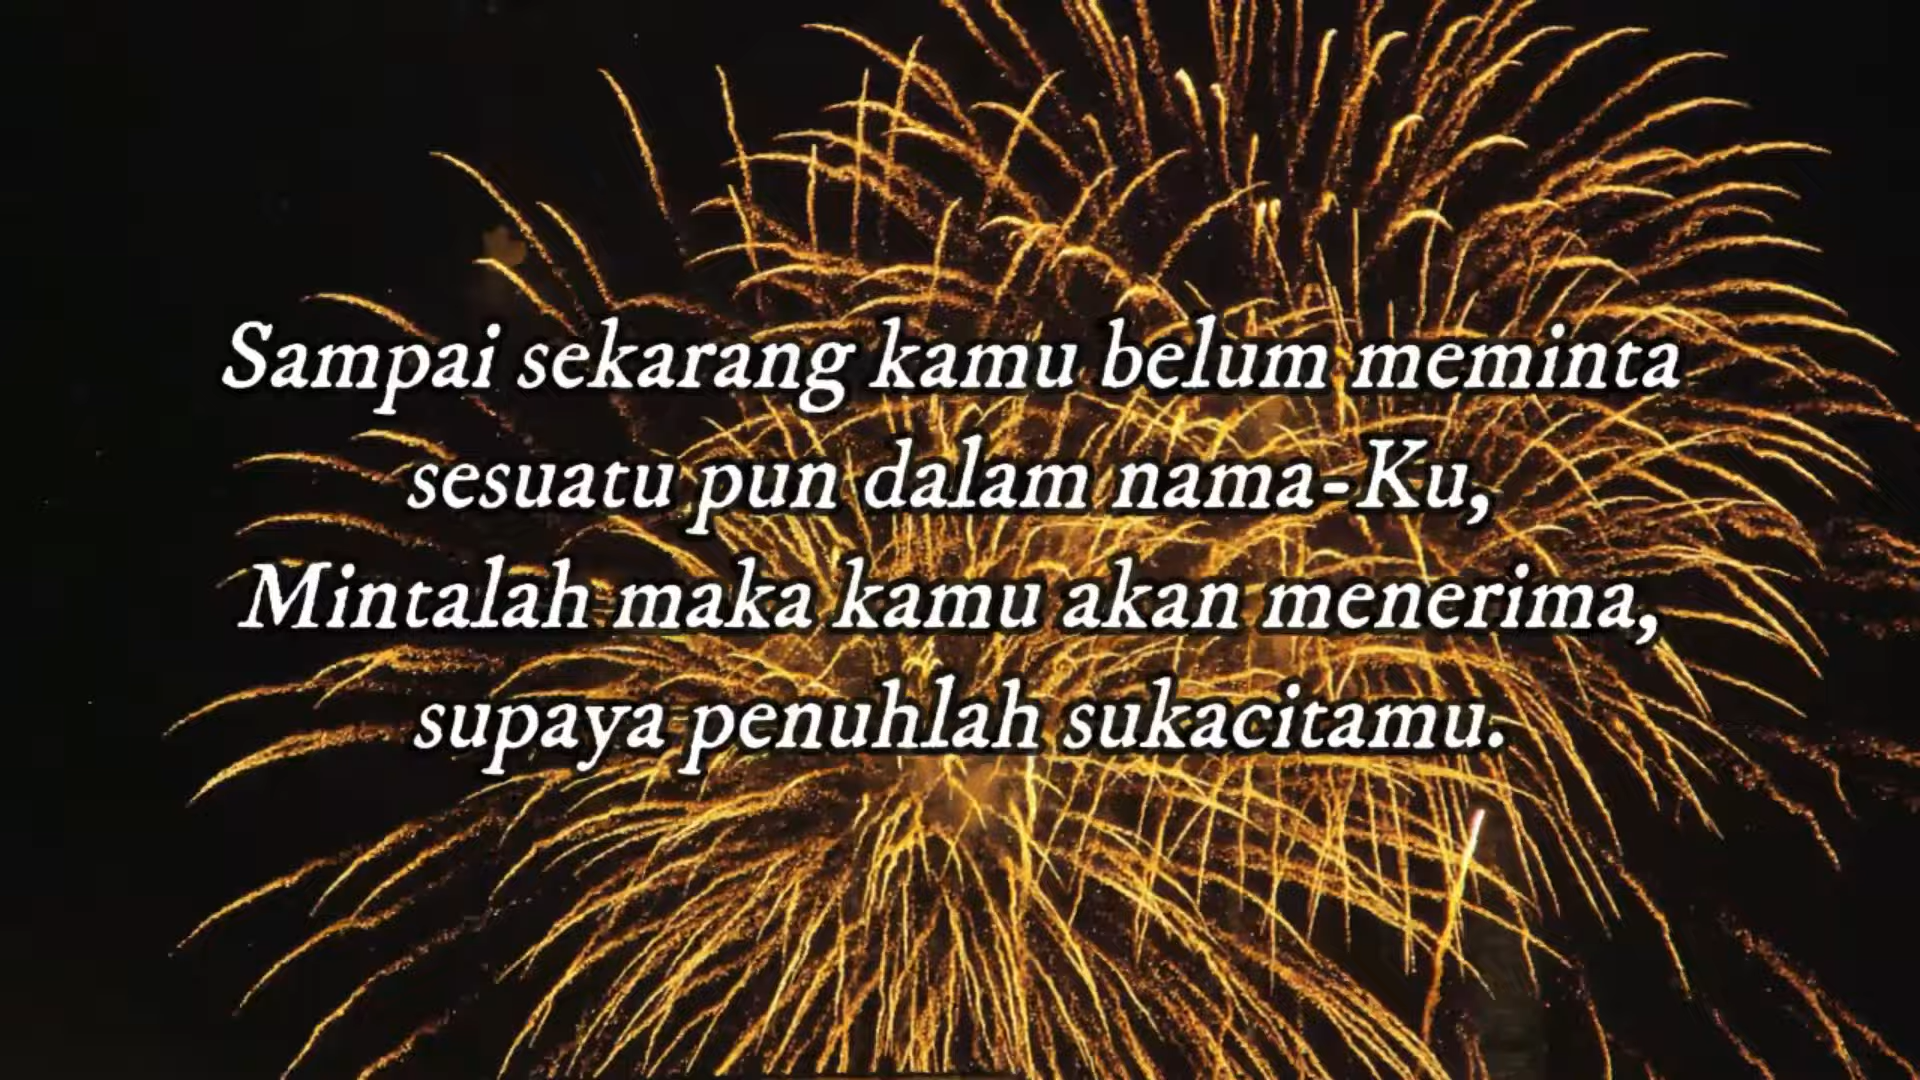 Sampai sekarang kamu belum meminta
sesuatu pun dalam nama-Ku,
Mintalah maka kamu akan menerima,
supaya penuhlah sukacitamu.